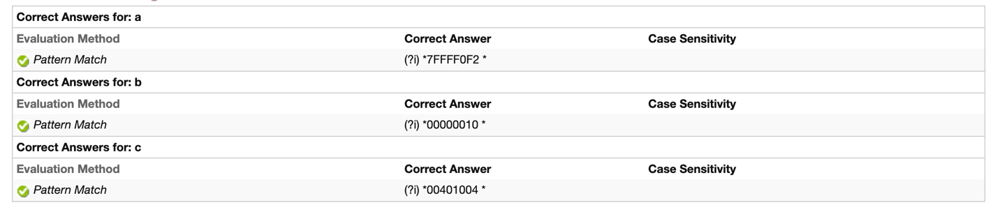 Correct Answers for: a
Evaluation Method Correct Answer Case Sensitivity
Pattern Match (?i) *7FFFF0F2 *
Correct Answers for: b
Evaluation Method Correct Answer Case Sensitivity
Pattern Match (?i) *00000010 *
Correct Answers for: c
Evaluation Method Correct Answer Case Sensitivity
Pattern Match (?i) *00401004 *